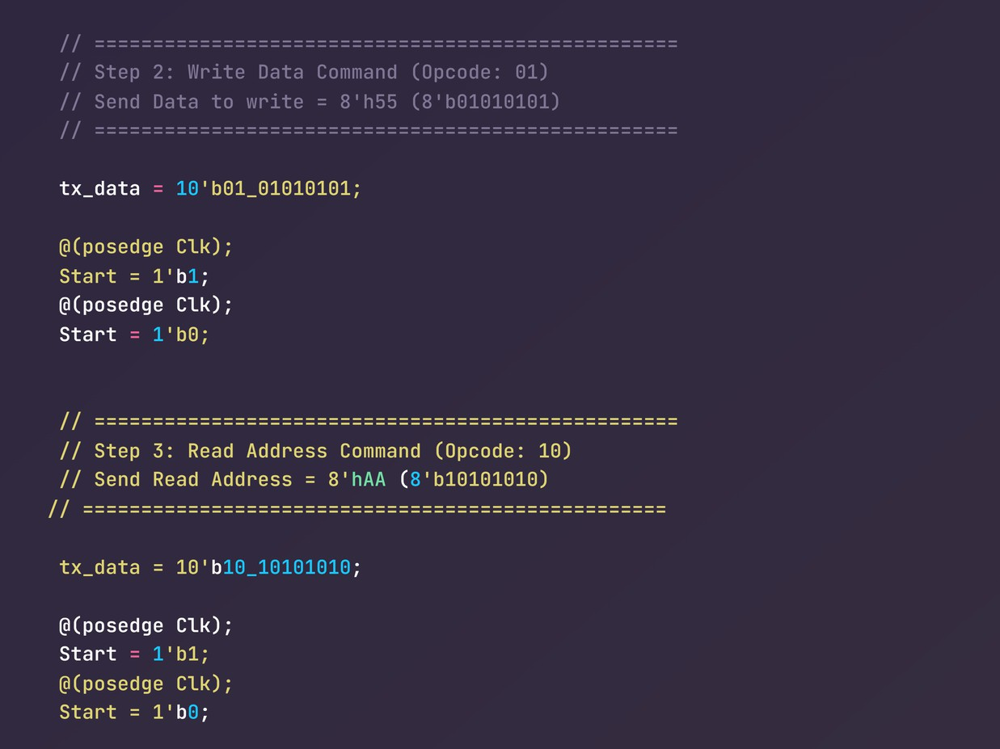 // ==================================================
// Step 2: Write Data Command (Opcode: 01)
// Send Data to write = 8'h55 (8'b01010101)
// ==================================================
tx_data = 10'b01_01010101;
@(posedge Clk);
Start = 1'b1;
@(posedge Clk);
Start = 1'b0;
// ==================================================
// Step 3: Read Address Command (Opcode: 10)
// Send Read Address = 8'hAA (8'b10101010)
// ==================================================
tx_data = 10'b10_10101010;
@(posedge Clk);
Start = 1'b1;
@(posedge Clk);
Start = 1'b0;